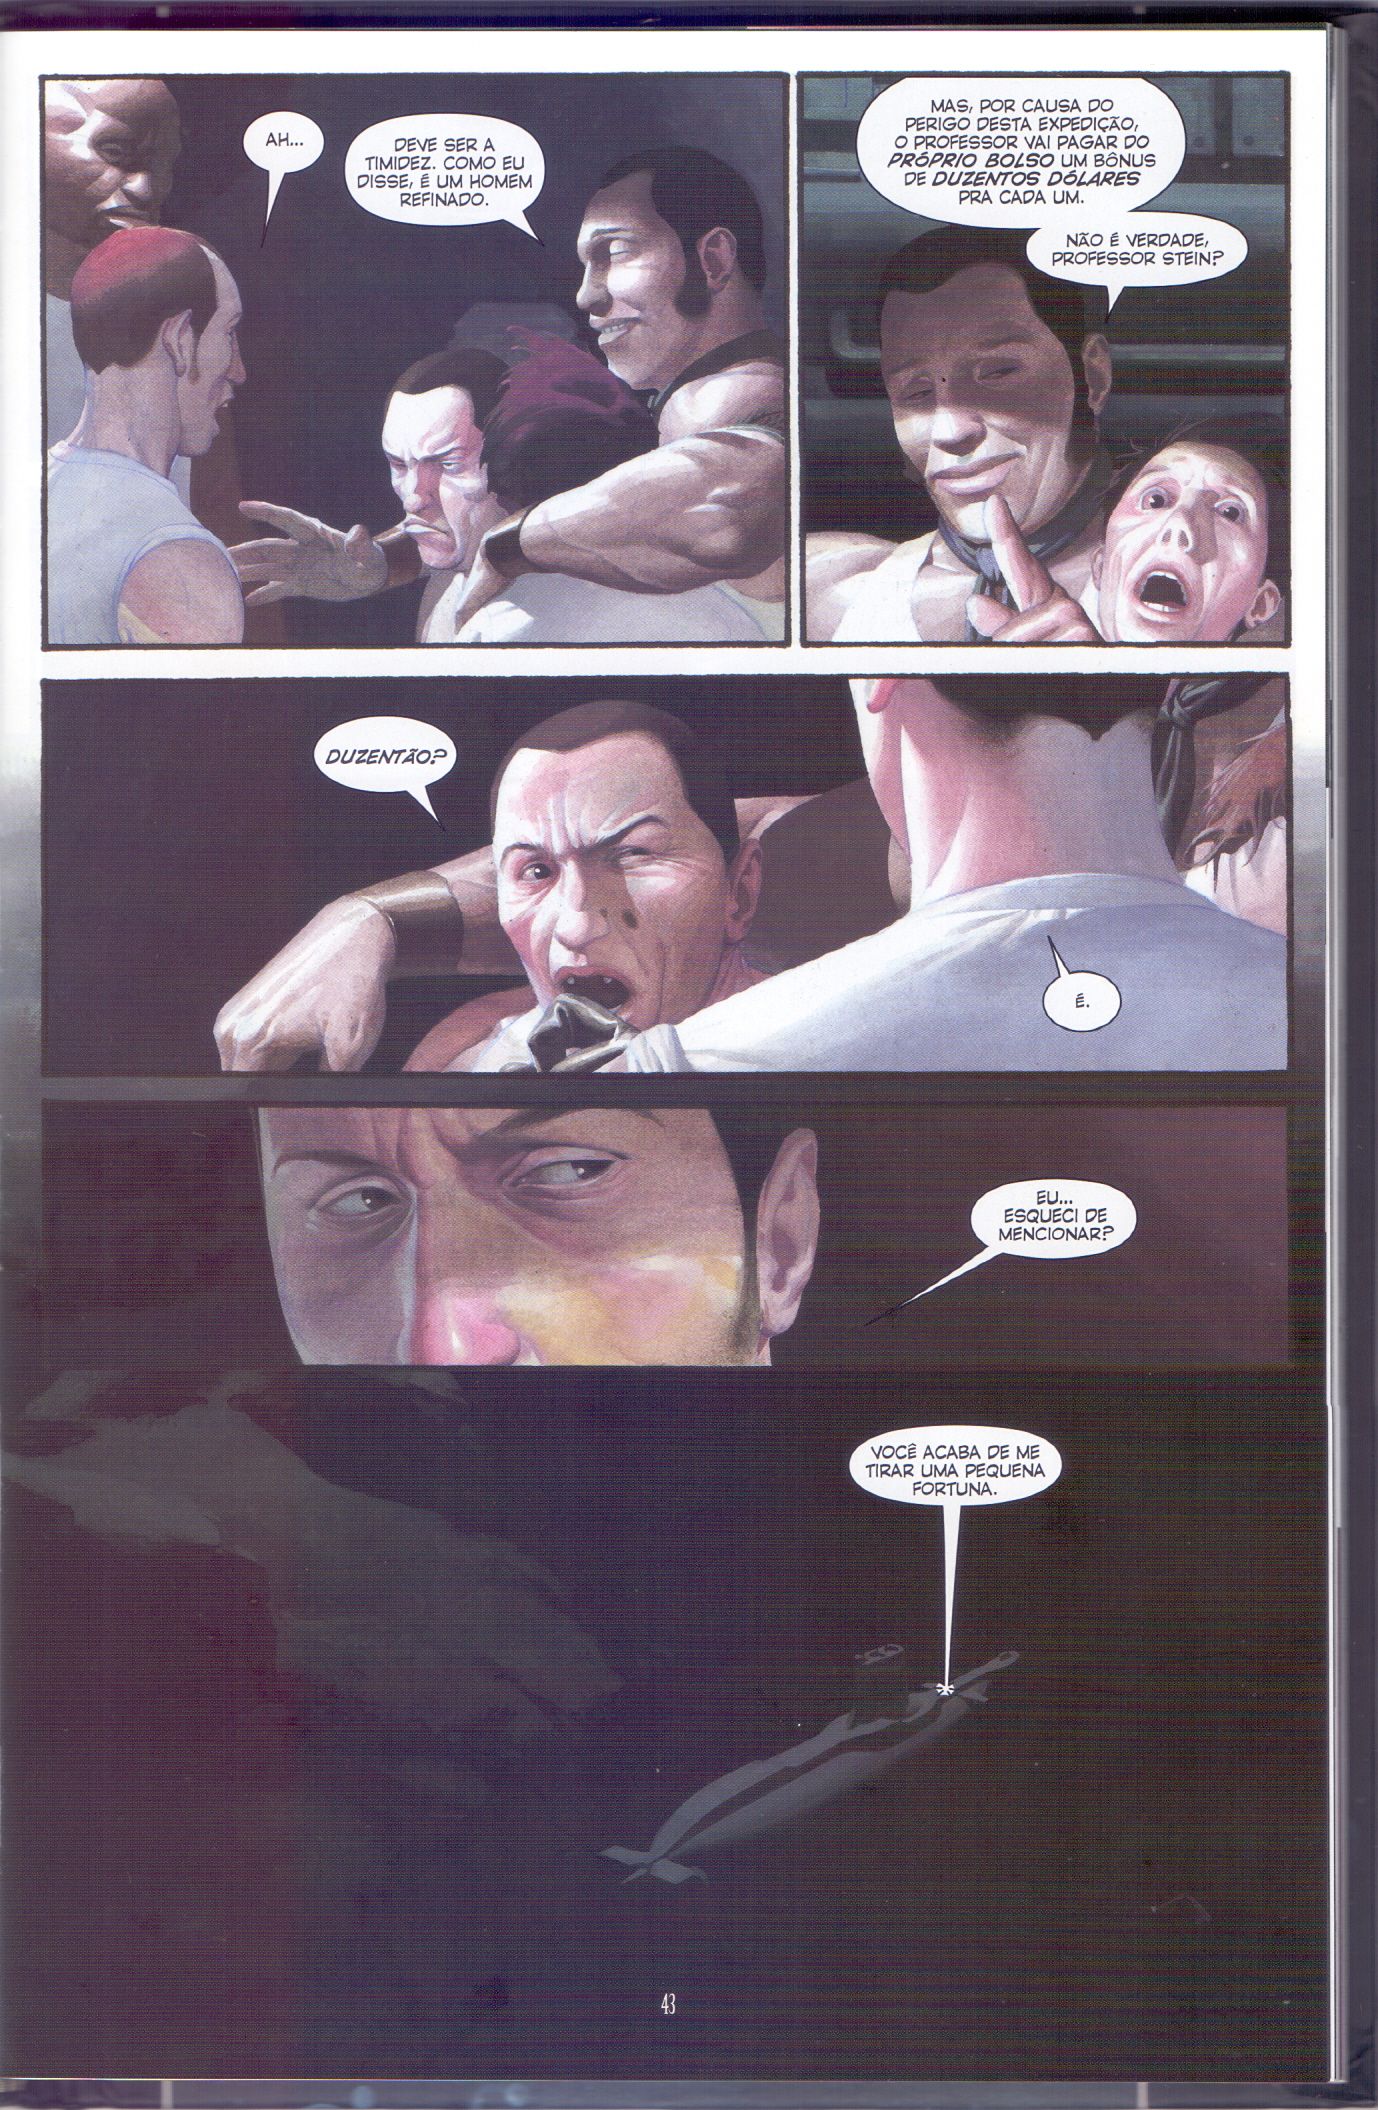 AH...
DEVE SER A
TIMIDEZ. COMO EU
DISSE, É UM HOMEM
REFINADO.
MAS, POR CAUSA DO
PERIGO DESTA EXPEDIÇÃO,
O PROFESSOR VAI PAGAR DO
PRÓPRIO BOLSO UM BÔNUS
DE DUZENTOS DÓLARES
PRA CADA UM.
NÃO É VERDADE,
PROFESSOR STEIN?
DUZENTÃO?
É.
EU...
ESQUECI DE
MENCIONAR?
VOCÊ ACABA DE ME
TIRAR UMA PEQUENA
FORTUNA.
43